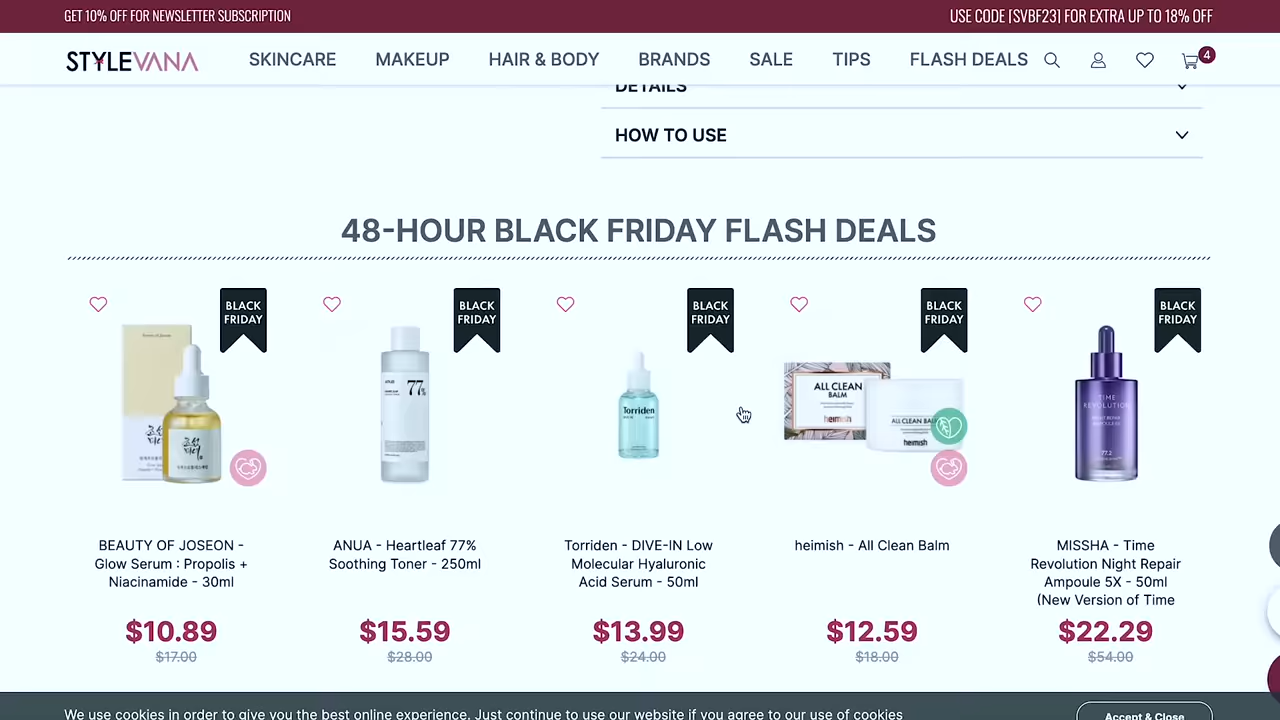 GET 10% OFF FOR NEWSLETTER SUBSCRIPTION
USE CODE [SVBF23] FOR EXTRA UP TO 18% OFF
STYLEVANA
SKINCARE
MAKEUP
HAIR & BODY
BRANDS
SALE
TIPS
FLASH DEALS
4
DETAILS
HOW TO USE
48-HOUR BLACK FRIDAY FLASH DEALS
BLACK
FRIDAY
BLACK
FRIDAY
BLACK
FRIDAY
BLACK
FRIDAY
BLACK
FRIDAY
77%
Torriden
ALL CLEAN
BALM
heimish
ALL CLEAN BALM
heimish
TIME
REVOLUTION
BEAUTY OF JOSEON -
Glow Serum : Propolis +
Niacinamide - 30ml
$10.89
$17.00
ANUA - Heartleaf 77%
Soothing Toner - 250ml
$15.59
$28.00
Torriden - DIVE-IN Low
Molecular Hyaluronic
Acid Serum - 50ml
$13.99
$24.00
heimish - All Clean Balm
$12.59
$18.00
MISSHA - Time
Revolution Night Repair
Ampoule 5X - 50ml
(New Version of Time
$22.29
$54.00
We use cookies in order to give you the best online experience. Just continue to use our website if you agree to our use of cookies
Accept & Close